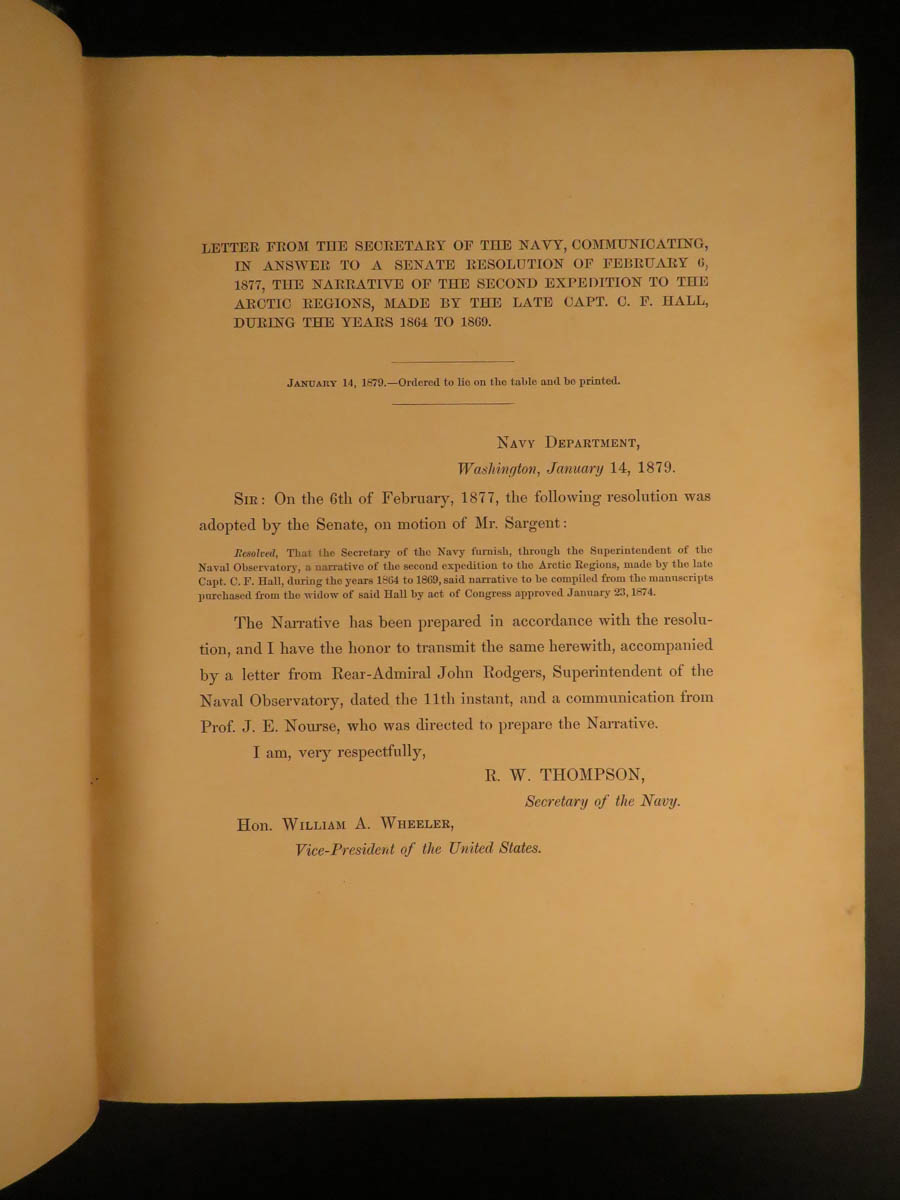 LETTER FROM THE SECRETARY OF THE NAVY, COMMUNICATING,
IN ANSWER TO A SENATE RESOLUTION OF FEBRUARY 6,
1877, THE NARRATIVE OF THE SECOND EXPEDITION TO THE
ARCTIC REGIONS, MADE BY THE LATE CAPT. C. F. HALL,
DURING THE YEARS 1864 TO 1869.
JANUARY 14, 1879.—Ordered to lie on the table and be printed.
NAVY DEPARTMENT,
Washington, January 14, 1879.
SIR: On the 6th of February, 1877, the following resolution was
adopted by the Senate, on motion of Mr. Sargent:
Resolved, That the Secretary of the Navy furnish, through the Superintendent of the
Naval Observatory, a narrative of the second expedition to the Arctic Regions, made by the late
Capt. C. F. Hall, during the years 1864 to 1869, said narrative to be compiled from the manuscripts
purchased from the widow of said Hall by act of Congress approved January 23, 1874.
The Narrative has been prepared in accordance with the resolu-
tion, and I have the honor to transmit the same herewith, accompanied
by a letter from Rear-Admiral John Rodgers, Superintendent of the
Naval Observatory, dated the 11th instant, and a communication from
Prof. J. E. Nourse, who was directed to prepare the Narrative.
I am, very respectfully,
R. W. THOMPSON,
Secretary of the Navy.
Hon. WILLIAM A. WHEELER,
Vice-President of the United States.